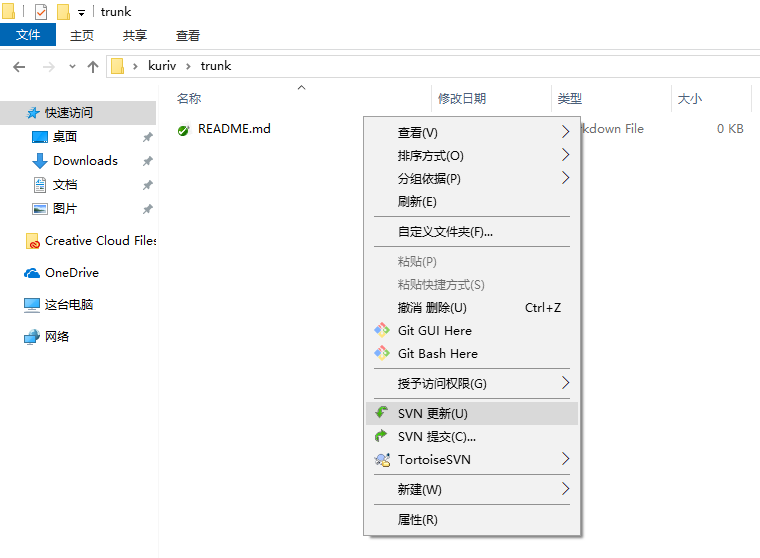 trunk
文件 主页 共享 查看
kuriv trunk
名称 修改日期 类型 大小
快速访问
桌面
Downloads
文档
图片
Creative Cloud Files
OneDrive
这台电脑
网络
README.md kdown File 0 KB
查看(V)
排序方式(O)
分组依据(P)
刷新(E)
自定义文件夹(F)...
粘贴(P)
粘贴快捷方式(S)
撤消 删除(U) Ctrl+Z
Git GUI Here
Git Bash Here
授予访问权限(G)
SVN 更新(U)
SVN 提交(C)...
TortoiseSVN
新建(W)
属性(R)